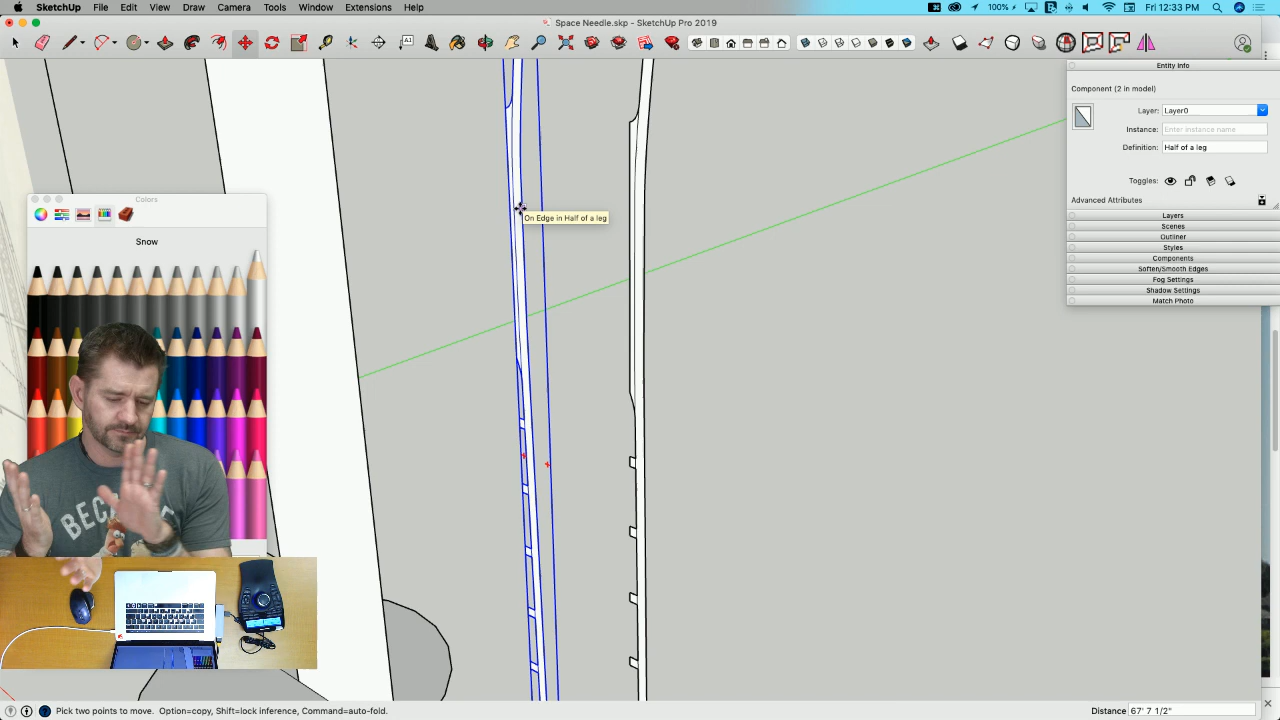 SketchUp File Edit View Draw Camera Tools Window Extensions Help 100% Fri 12:33 PM
Space Needle.skp - SketchUp Pro 2019
Entity Info
Component (2 in model)
Layer: Layer0
Instance: Enter instance name
Definition: Half of a leg
Toggles:
Advanced Attributes
Layers
Scenes
Outliner
Styles
Components
Soften/Smooth Edges
Fog Settings
Shadow Settings
Match Photo
Colors
Snow
On Edge in Half of a leg
Pick two points to move. Option=copy, Shift=lock inference, Command=auto-fold.
Distance 67' 7 1/2"